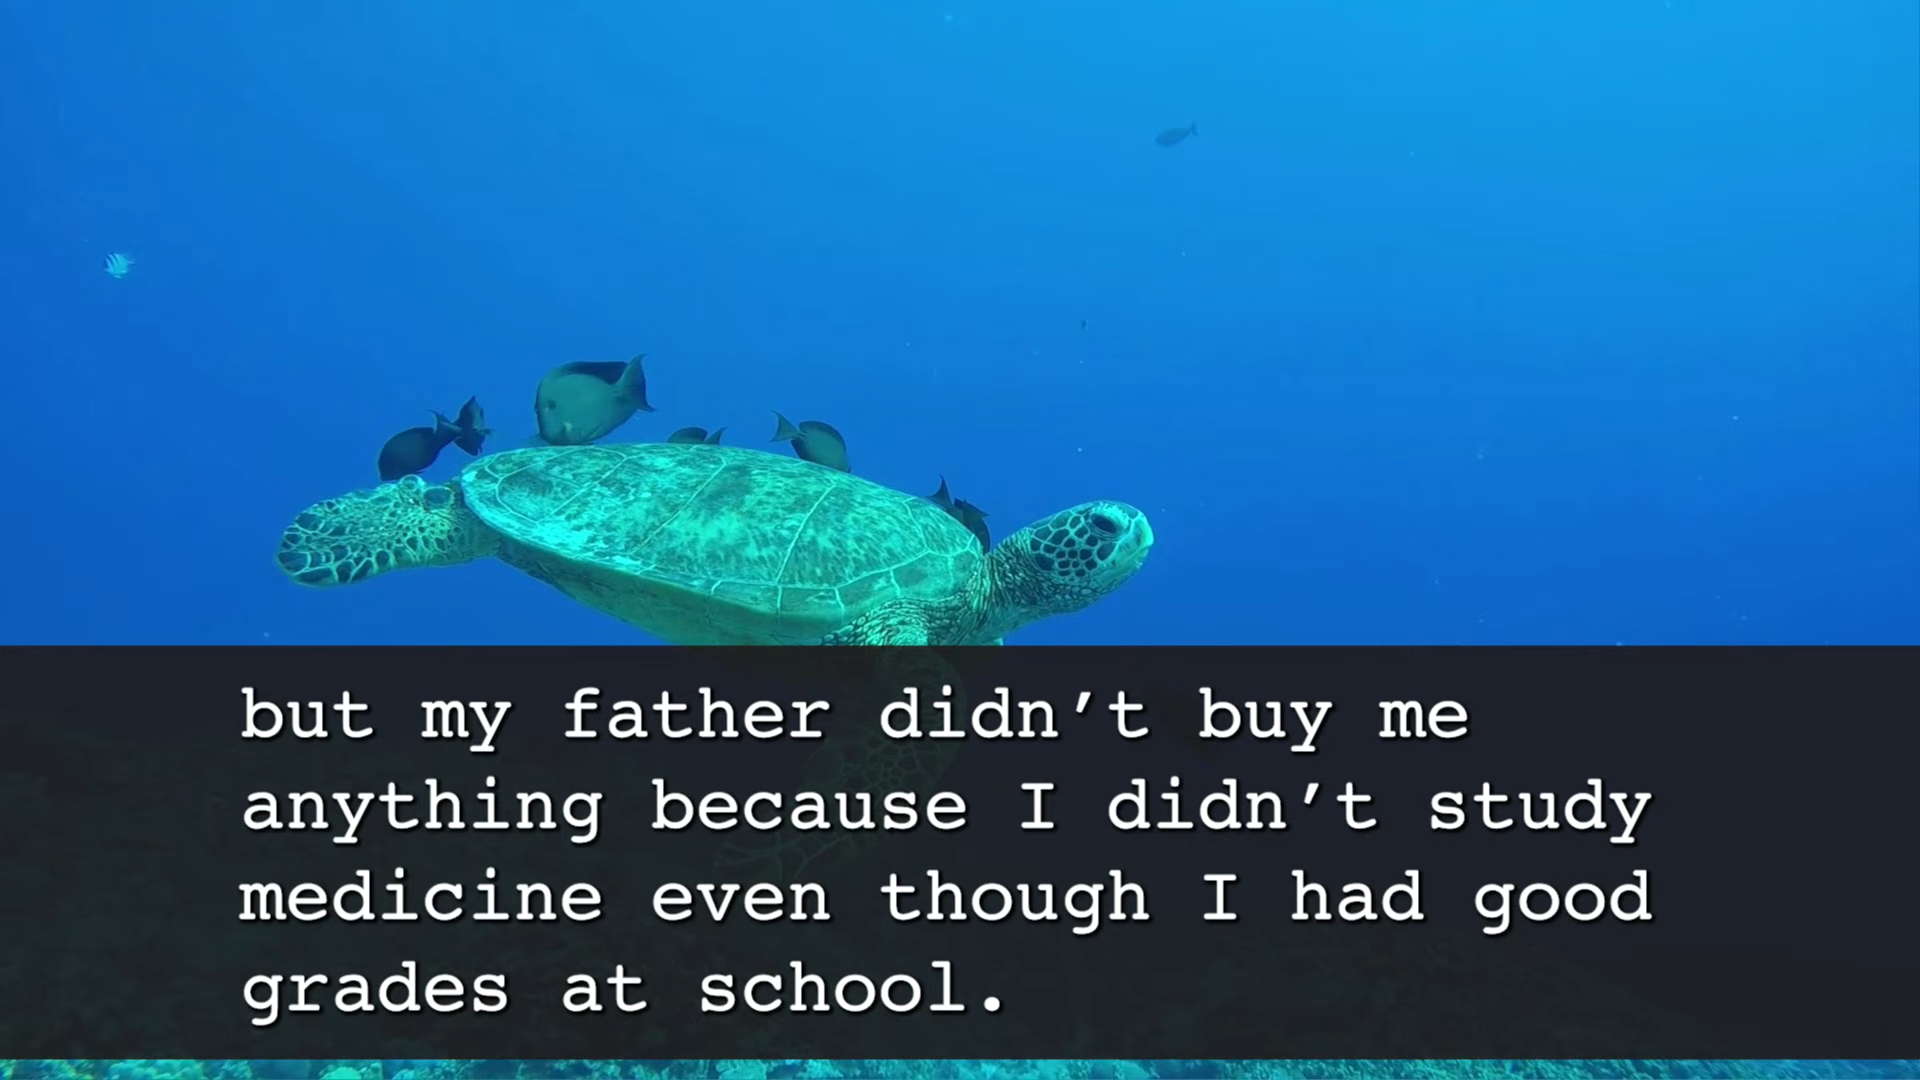 but my father didn’t buy me
anything because I didn’t study
medicine even though I had good
grades at school.